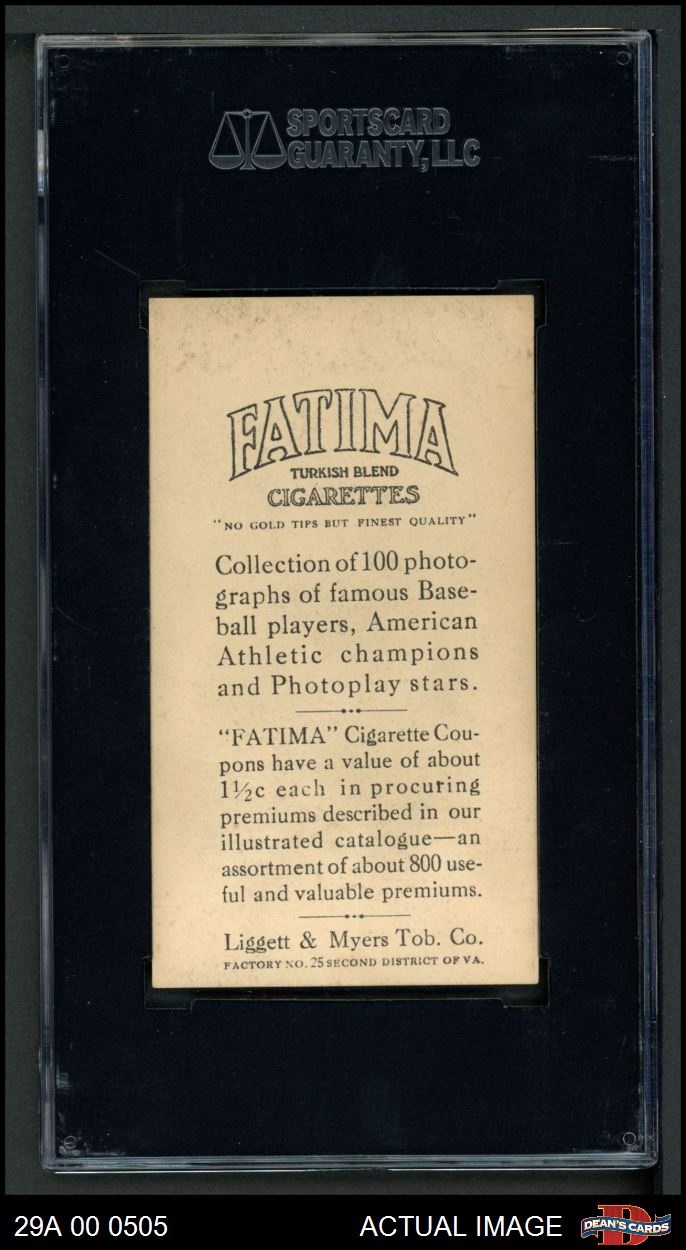 SPORTSCARD
GUARANTY, LLC
FATIMA
TURKISH BLEND
CIGARETTES
"NO GOLD TIPS BUT FINEST QUALITY"
Collection of 100 photo-
graphs of famous Base-
ball players, American
Athletic champions
and Photoplay stars.
"FATIMA" Cigarette Cou-
pons have a value of about
1½c each in procuring
premiums described in our
illustrated catalogue—an
assortment of about 800 use-
ful and valuable premiums.
Liggett & Myers Tob. Co.
FACTORY NO. 25 SECOND DISTRICT OF VA.
29A 00 0505
ACTUAL IMAGE
D
DEAN'S CARDS